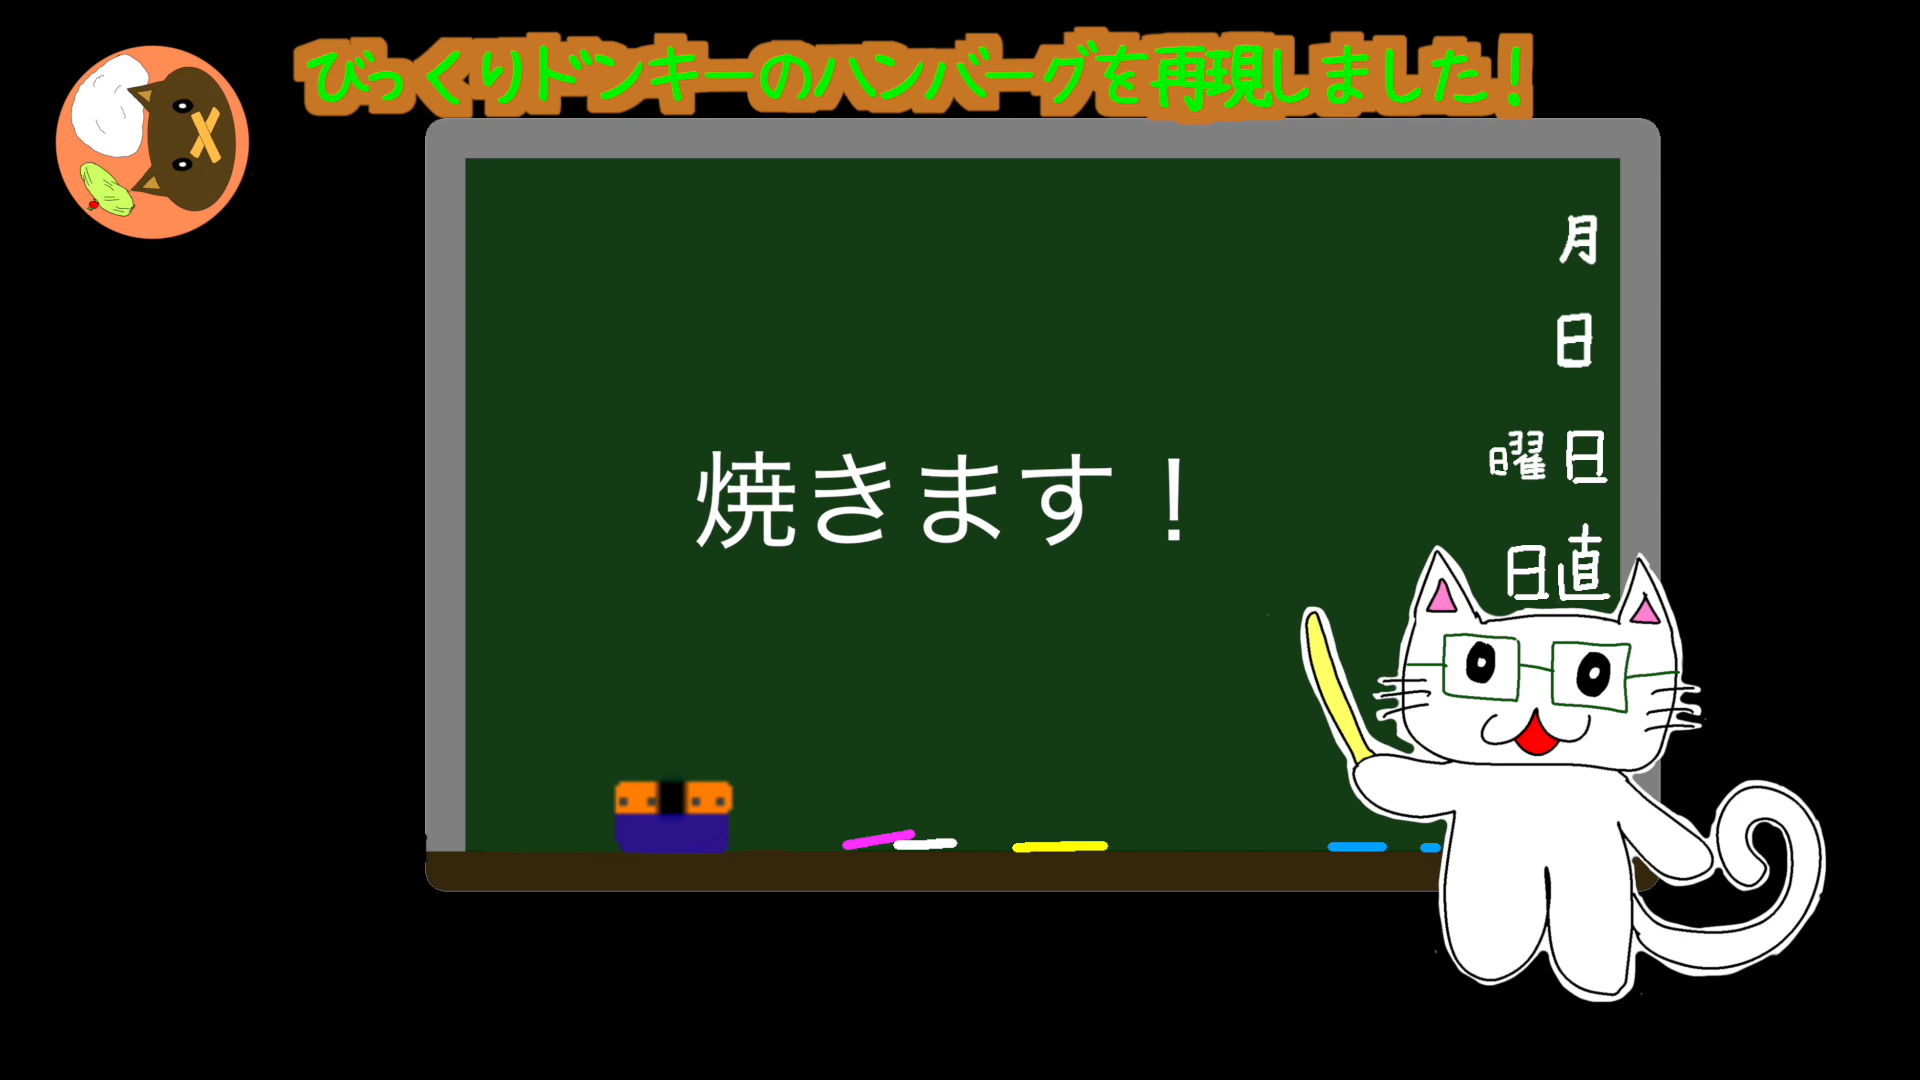 びっくりドンキーのハンバーグを再現しました!
焼きます!
月
日
曜日
日直